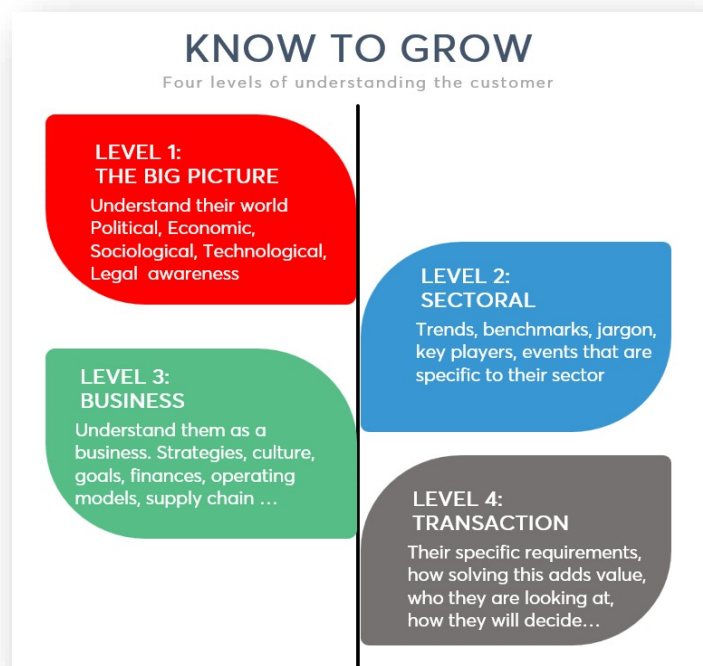 KNOW TO GROW
Four levels of understanding the customer
LEVEL 1:
THE BIG PICTURE
Understand their world
Political, Economic,
Sociological, Technological,
Legal awareness
LEVEL 2:
SECTORAL
Trends, benchmarks, jargon,
key players, events that are
specific to their sector
LEVEL 3:
BUSINESS
Understand them as a
business. Strategies, culture,
goals, finances, operating
models, supply chain ...
LEVEL 4:
TRANSACTION
Their specific requirements,
how solving this adds value,
who they are looking at,
how they will decide...